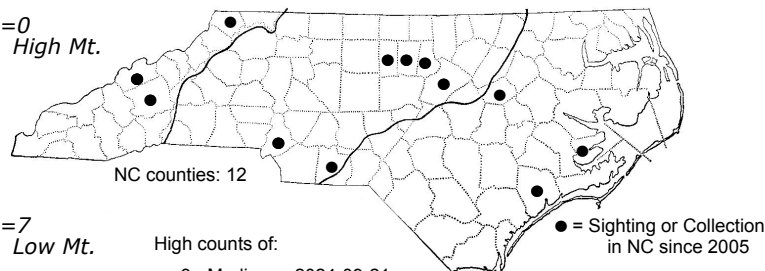 =0
High Mt.
NC counties: 12
=7
Low Mt.
High counts of:
● = Sighting or Collection
in NC since 2005